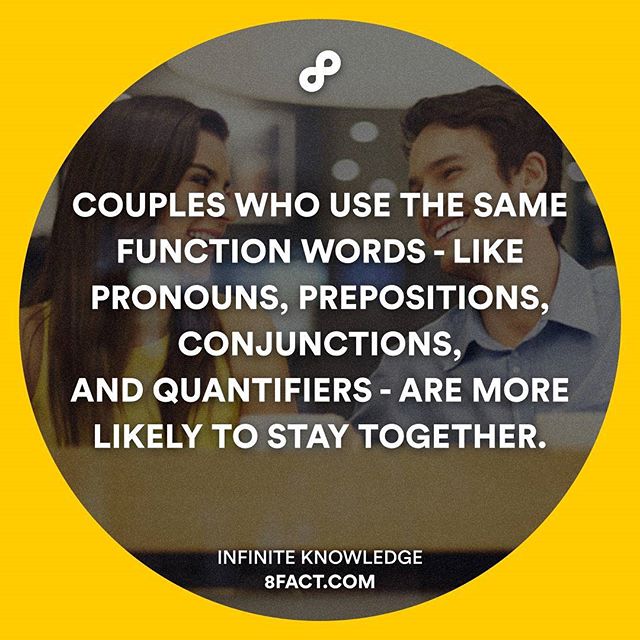 COUPLES WHO USE THE SAME
FUNCTION WORDS - LIKE
PRONOUNS, PREPOSITIONS,
CONJUNCTIONS,
AND QUANTIFIERS - ARE MORE
LIKELY TO STAY TOGETHER.
INFINITE KNOWLEDGE
8FACT.COM